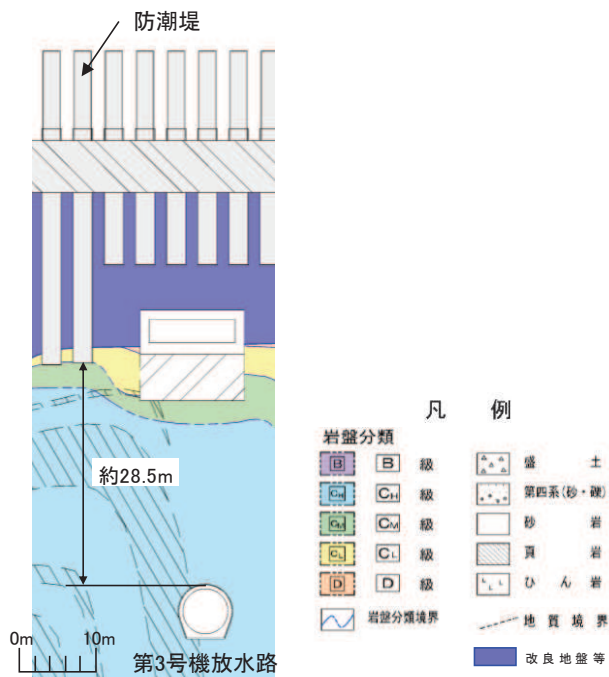 防潮堤
約28.5m
0m 10m
第3号機放水路
凡 例
岩盤分類
B B 級
CH CH 級
CM CM 級
CL CL 級
D D 級
岩盤分類境界
盛 土
第四系(砂・礫)
砂 岩
頁 岩
ひ ん 岩
地 質 境 界
改良地盤等